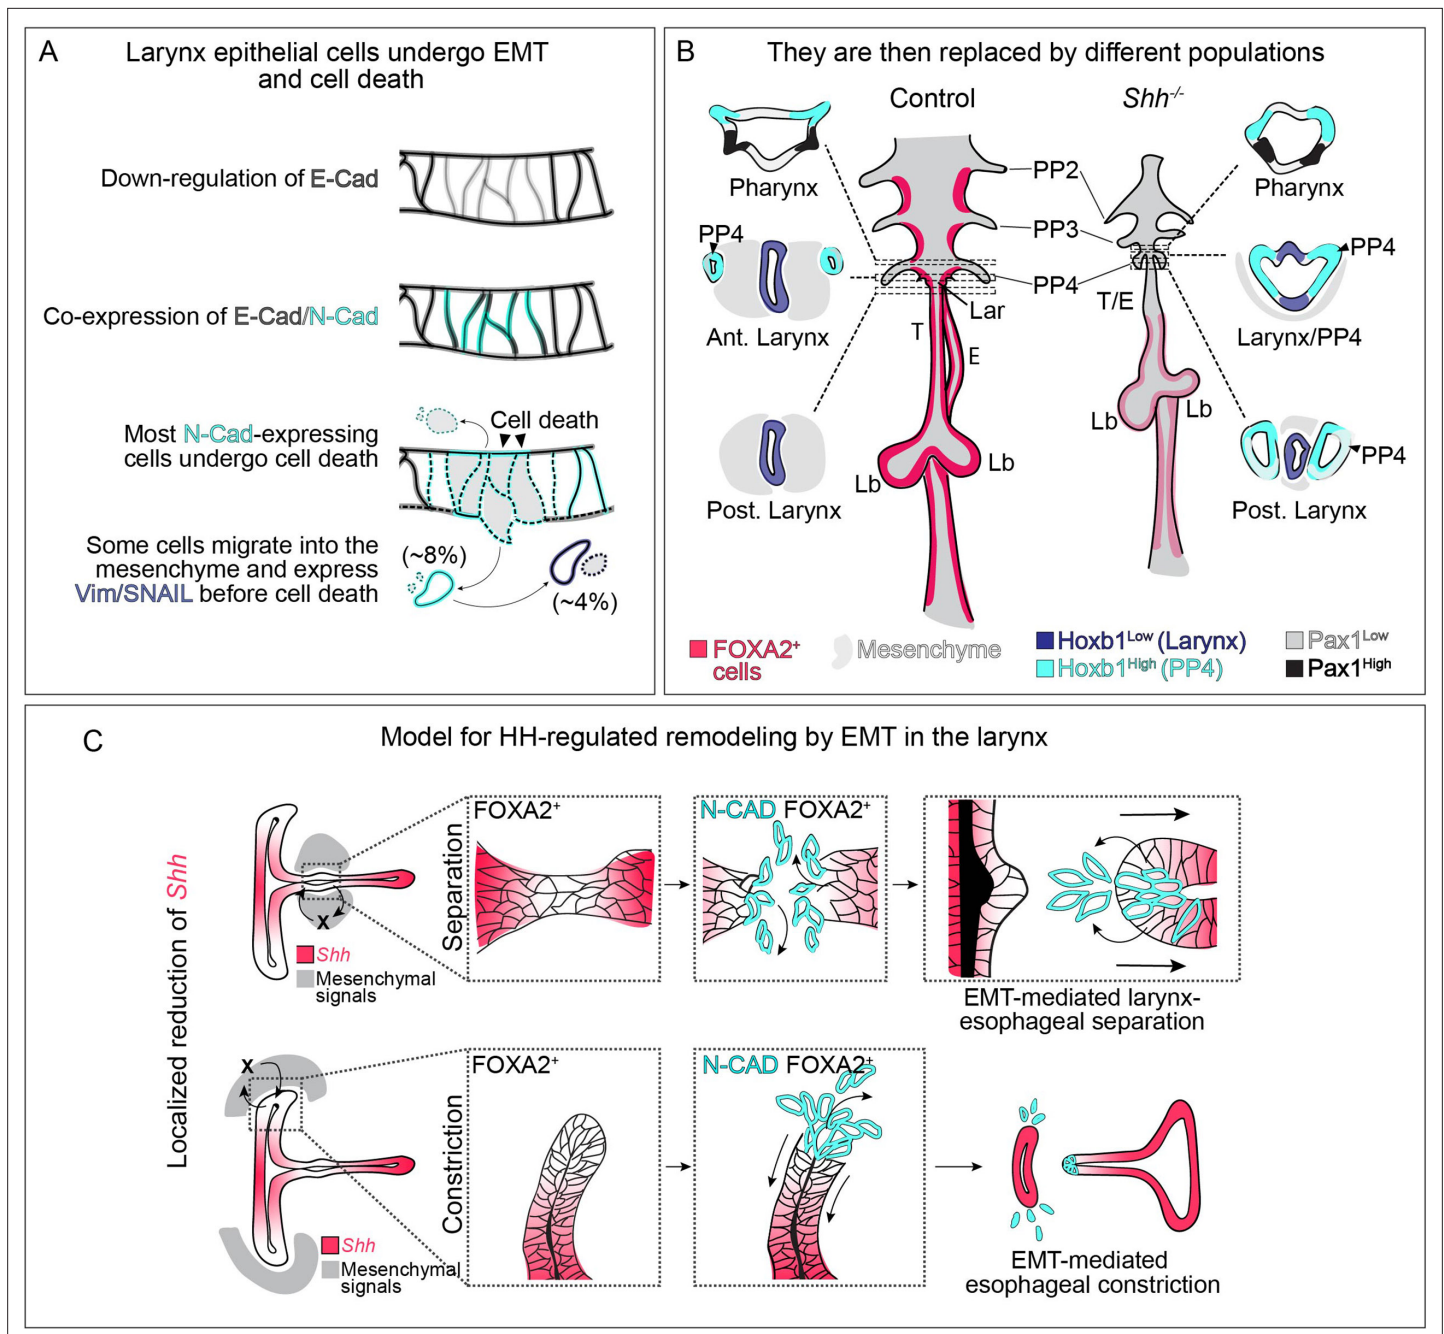 A
Larynx epithelial cells undergo EMT
and cell death
Down-regulation of E-Cad
Co-expression of E-Cad/N-Cad
Cell death
Most N-Cad-expressing
cells undergo cell death
Some cells migrate into the
mesenchyme and express
Vim/SNAIL before cell death
(~8%)
(~4%)
B
They are then replaced by different populations
Control
Shh-/-
Pharynx
PP2
Pharynx
PP4
PP3
PP4
PP4
Ant. Larynx
T
Lar
E
T/E
Larynx/PP4
Lb
Lb
Lb
Lb
PP4
Post. Larynx
Post. Larynx
FOXA2+
cells
Mesenchyme
Hoxb1Low (Larynx)
Hoxb1High (PP4)
Pax1Low
Pax1High
C
Model for HH-regulated remodeling by EMT in the larynx
Localized reduction of Shh
X
Shh
Mesenchymal
signals
Separation
FOXA2+
N-CAD FOXA2+
EMT-mediated larynx-
esophageal separation
X
Shh
Mesenchymal
signals
Constriction
FOXA2+
N-CAD FOXA2+
EMT-mediated
esophageal constriction